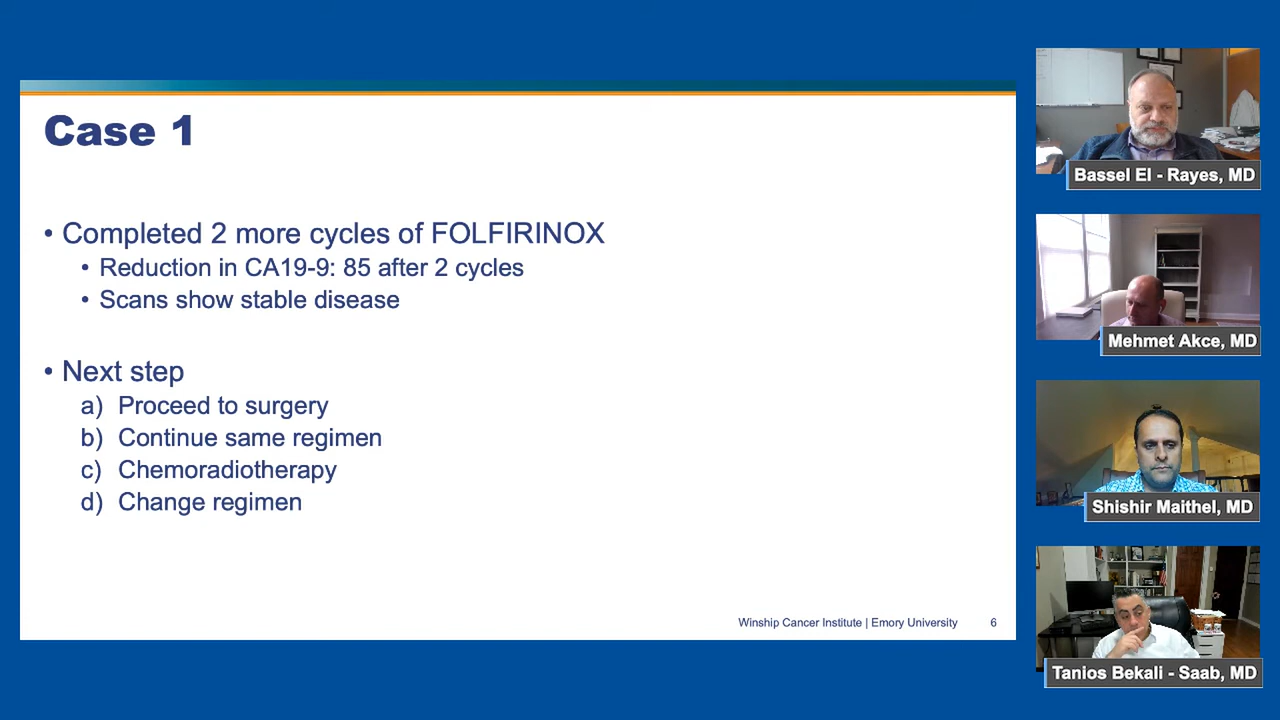 Case 1
• Completed 2 more cycles of FOLFIRINOX
• Reduction in CA19-9: 85 after 2 cycles
• Scans show stable disease
• Next step
a) Proceed to surgery
b) Continue same regimen
c) Chemoradiotherapy
d) Change regimen
Winship Cancer Institute | Emory University 6
Bassel El - Rayes, MD
Mehmet Akce, MD
Shishir Maithel, MD
Tanios Bekali - Saab, MD